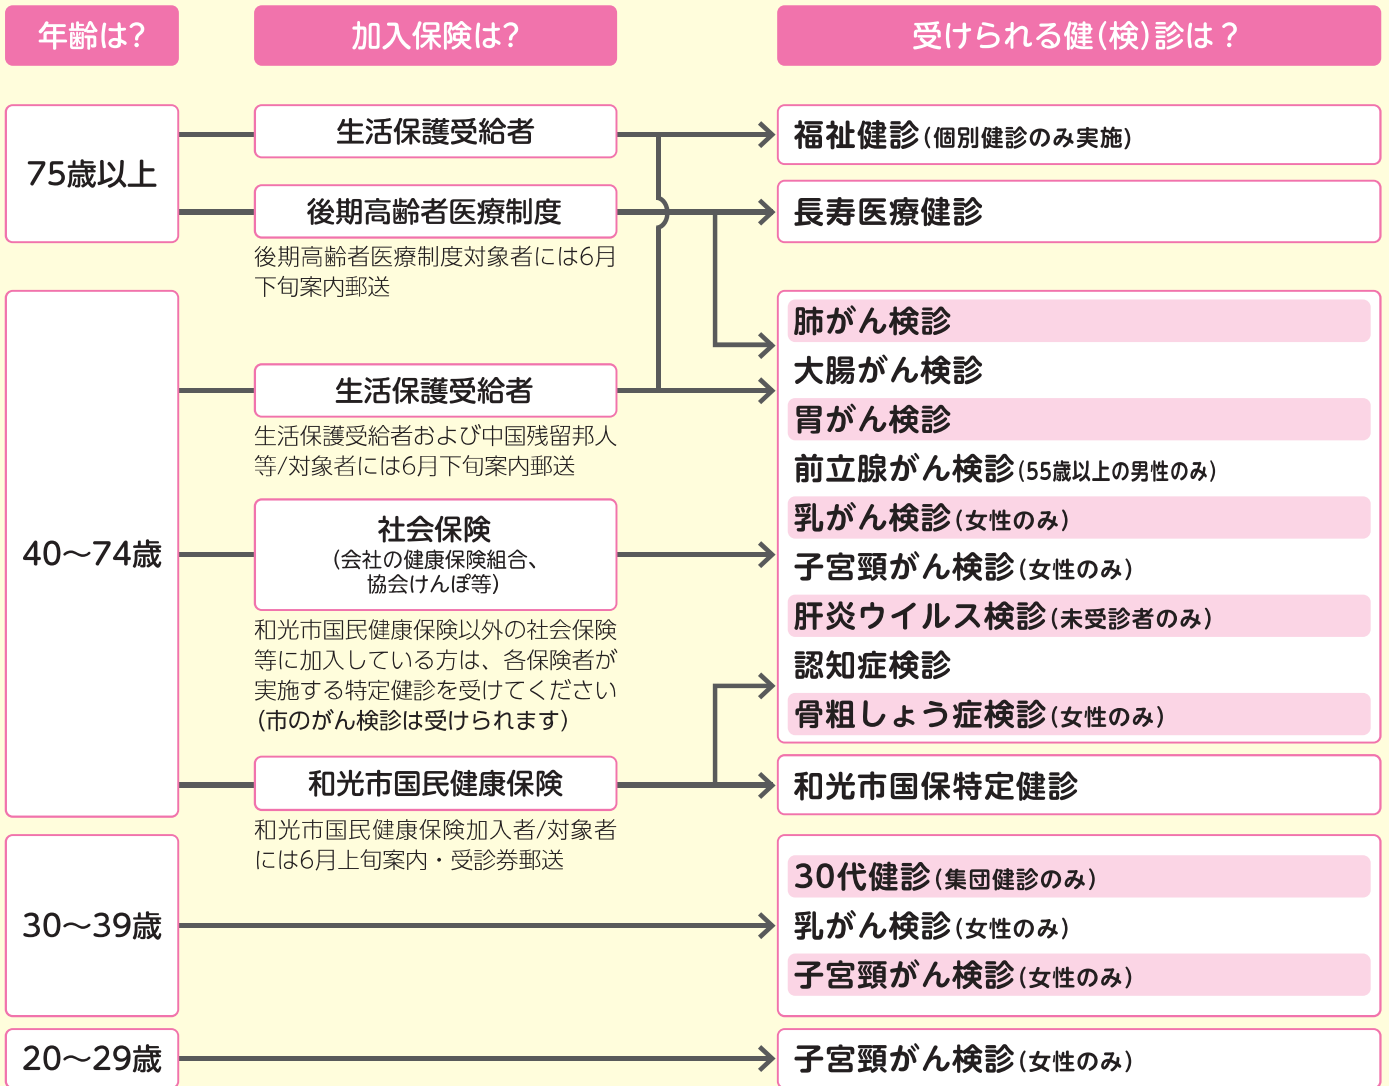 年齢は?
加入保険は?
受けられる健(検)診は?
75歳以上
生活保護受給者
福祉健診(個別健診のみ実施)
後期高齢者医療制度
長寿医療健診
後期高齢者医療制度対象者には6月
下旬案内郵送
40〜74歳
生活保護受給者
生活保護受給者および中国残留邦人
等/対象者には6月下旬案内郵送
社会保険
(会社の健康保険組合、
協会けんぽ等)
和光市国民健康保険以外の社会保険
等に加入している方は、各保険者が
実施する特定健診を受けてください
(市のがん検診は受けられます)
和光市国民健康保険
和光市国民健康保険加入者/対象者
には6月上旬案内・受診券郵送
肺がん検診
大腸がん検診
胃がん検診
前立腺がん検診(55歳以上の男性のみ)
乳がん検診(女性のみ)
子宮頸がん検診(女性のみ)
肝炎ウイルス検診(未受診者のみ)
認知症検診
骨粗しょう症検診(女性のみ)
和光市国保特定健診
30〜39歳
30代健診(集団健診のみ)
乳がん検診(女性のみ)
子宮頸がん検診(女性のみ)
20〜29歳
子宮頸がん検診(女性のみ)